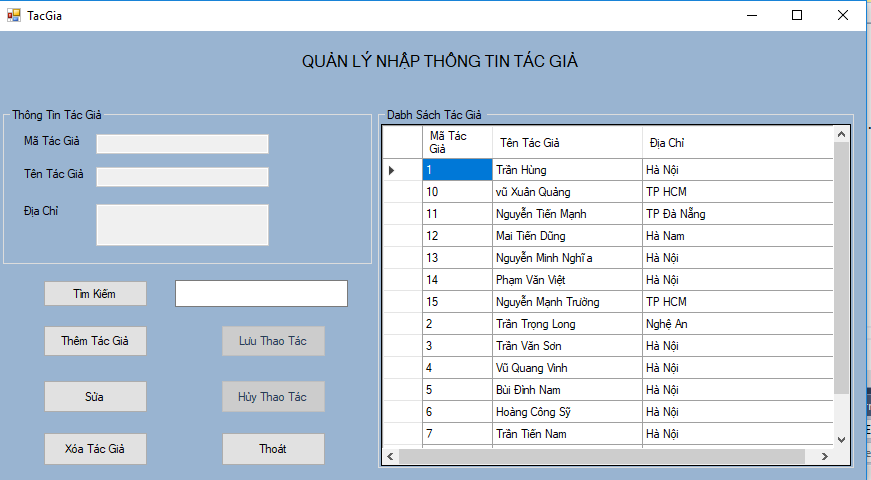 TacGia
QUẢN LÝ NHẬP THÔNG TIN TÁC GIẢ
Thông Tin Tác Giả
Mã Tác Giả
Tên Tác Giả
Địa Chỉ
Tìm Kiếm
Thêm Tác Giả
Lưu Thao Tác
Sửa
Hủy Thao Tác
Xóa Tác Giả
Thoát
Dabh Sách Tác Giả
Mã Tác Giả Tên Tác Giả Địa Chỉ
1 Trần Hùng Hà Nội
10 vũ Xuân Quảng TP HCM
11 Nguyễn Tiến Mạnh TP Đà Nẵng
12 Mai Tiến Dũng Hà Nam
13 Nguyễn Minh Nghĩa Hà Nội
14 Phạm Văn Việt Hà Nội
15 Nguyễn Mạnh Trường TP HCM
2 Trần Trọng Long Nghệ An
3 Trần Văn Sơn Hà Nội
4 Vũ Quang Vinh Hà Nội
5 Bùi Đình Nam Hà Nội
6 Hoàng Công Sỹ Hà Nội
7 Trần Tiến Nam Hà Nội